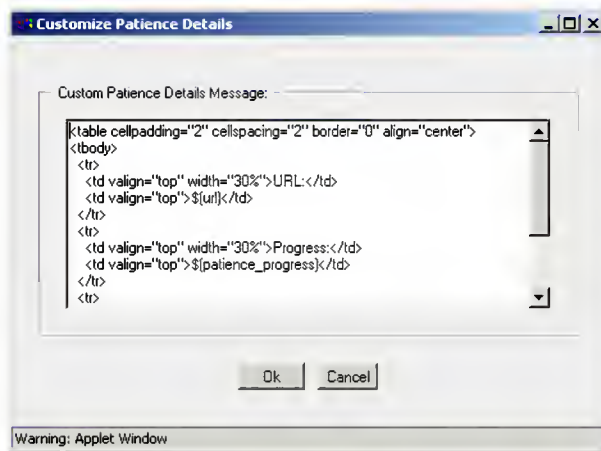 Customize Patience Details
Custom Patience Details Message:
<table cellpadding="2" cellspacing="2" border="0" align="center">
<tbody>
<tr>
<td valign="top" width="30%">URL:</td>
<td valign="top">${url}</td>
</tr>
<tr>
<td valign="top" width="30%">Progress:</td>
<td valign="top">${patience_progress}</td>
</tr>
<tr>
Ok Cancel
Warning: Applet Window